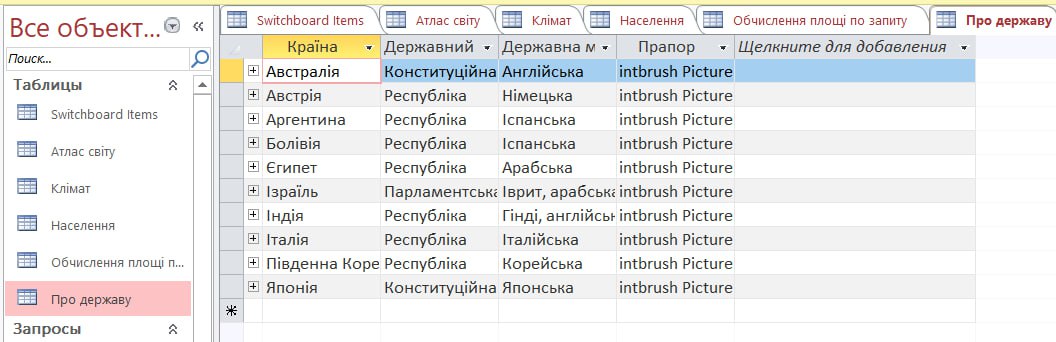 Все объект... «
Поиск...
Таблицы
Switchboard Items
Атлас світу
Клімат
Населення
Обчислення площі п...
Про державу
Запросы
Switchboard Items Атлас світу Клімат Населення Обчислення площі по запиту Про державу
Країна Державний Державна м Прапор Щелкните для добавления
Австралія Конституційна Англійська intbrush Picture
Австрія Республіка Німецька intbrush Picture
Аргентина Республіка Іспанська intbrush Picture
Болівія Республіка Іспанська intbrush Picture
Єгипет Республіка Арабська intbrush Picture
Ізраїль Парламентська Іврит, арабська intbrush Picture
Індія Республіка Гінді, англійсь intbrush Picture
Італія Республіка Італійська intbrush Picture
Південна Коре Республіка Корейська intbrush Picture
Японія Конституційна Японська intbrush Picture